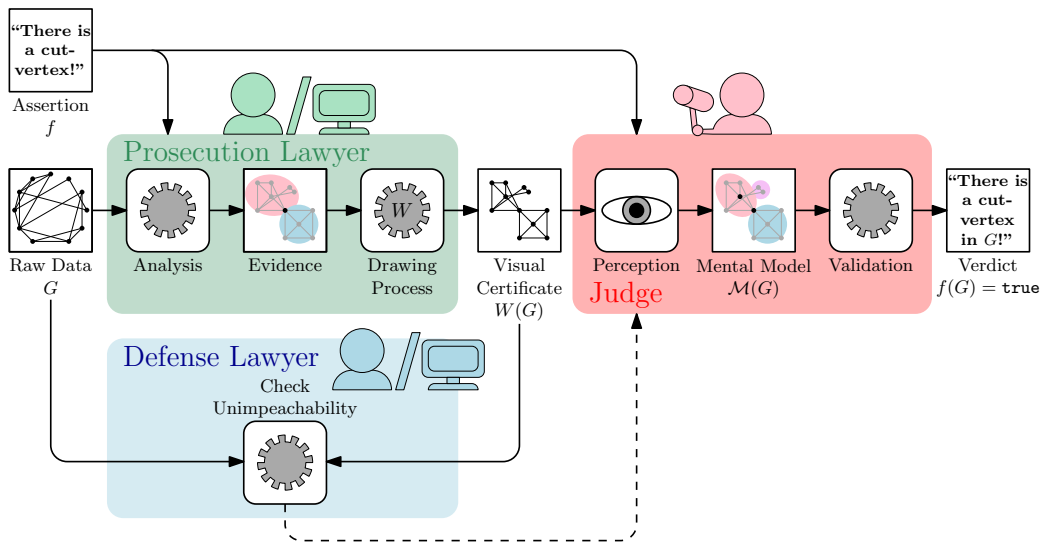 “There is
a cut-
vertex!”
Assertion
f
Prosecution Lawyer
W
Raw Data
G
Analysis
Evidence
Drawing
Process
Visual
Certificate
W(G)
Perception
Mental Model
M(G)
Validation
Judge
“There is
a cut-
vertex
in G!”
Verdict
f(G) = true
Defense Lawyer
Check
Unimpeachability